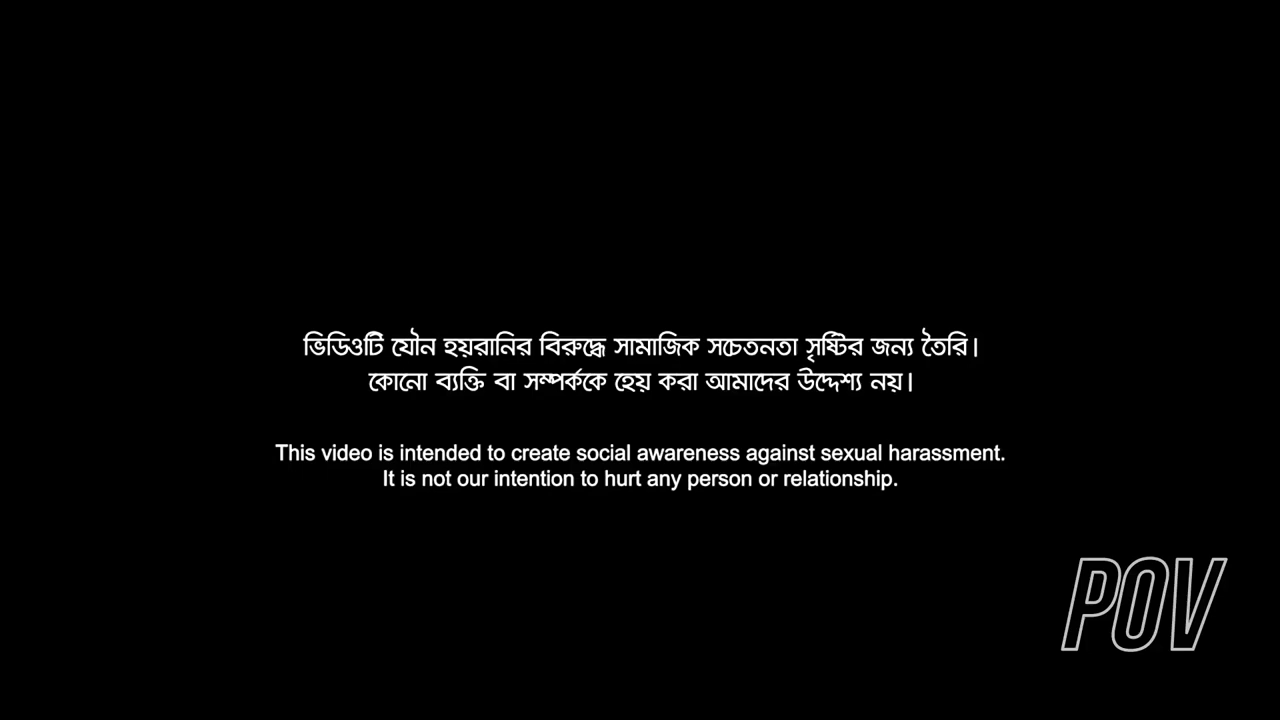 ভিডিওটি যৌন হয়রানির বিরুদ্ধে সামাজিক সচেতনতা সৃষ্টির জন্য তৈরি।
কোনো ব্যক্তি বা সম্পর্ককে হেয় করা আমাদের উদ্দেশ্য নয়।
This video is intended to create social awareness against sexual harassment.
It is not our intention to hurt any person or relationship.
POV